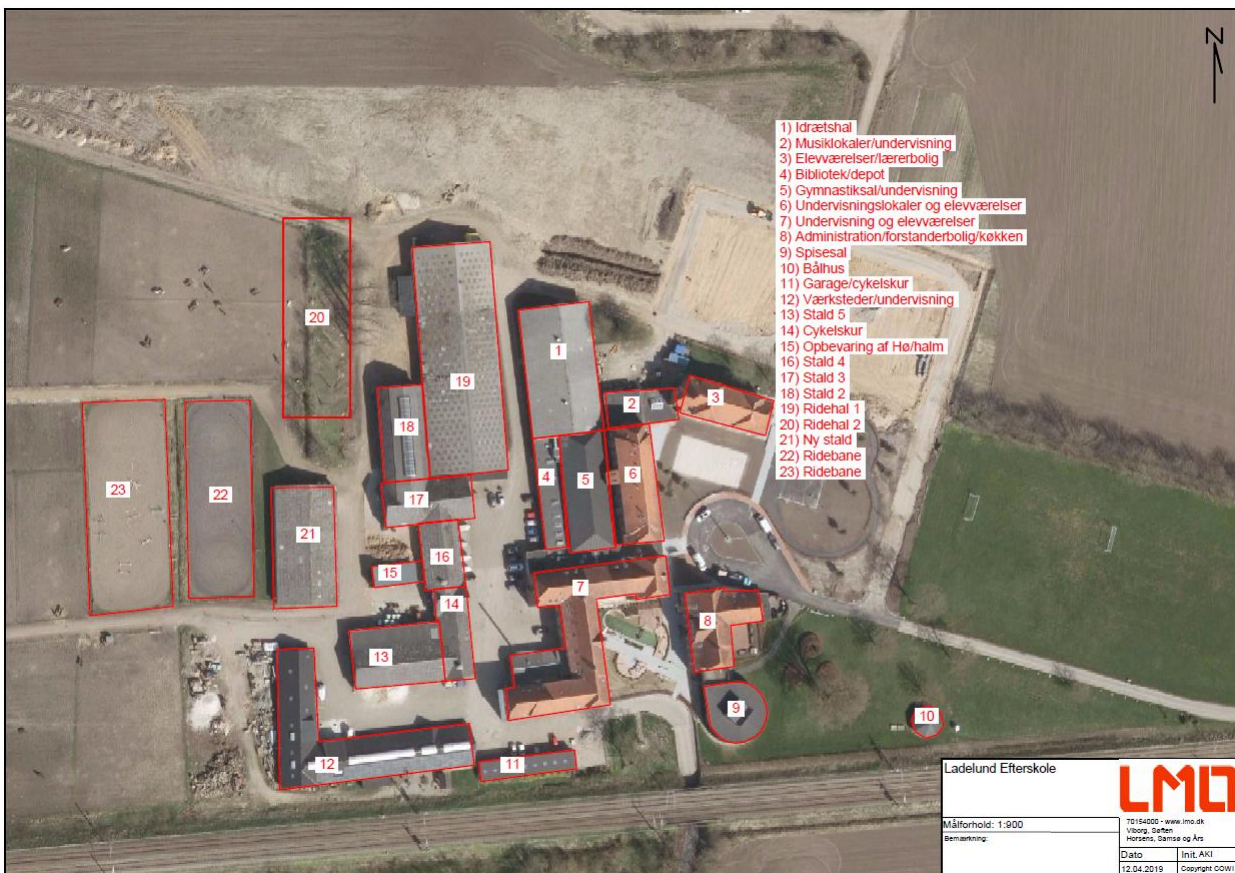 N
1) Idrætshal
2) Musiklokaler/undervisning
3) Elevværelser/lærerbolig
4) Bibliotek/depot
5) Gymnastiksal/undervisning
6) Undervisningslokaler og elevværelser
7) Undervisning og elevværelser
8) Administration/forstanderbolig/køkken
9) Spisesal
10) Bålhus
11) Garage/cykelskur
12) Værksteder/undervisning
13) Stald 5
14) Cykelskur
15) Opbevaring af Hø/halm
16) Stald 4
17) Stald 3
18) Stald 2
19) Ridehal 1
20) Ridehal 2
21) Ny stald
22) Ridebane
23) Ridebane
20
1
19
2
3
18
4
5
6
23
22
17
21
16
15
7
14
8
13
9
10
12
11
Ladelund Efterskole
LMO
Målforhold: 1:900
70154000 - www.lmo.dk
Viborg, Søften
Horsens, Samsø og Års
Bemærkning:
Dato
Init. AKI
12.04.2019
Copyright COWI